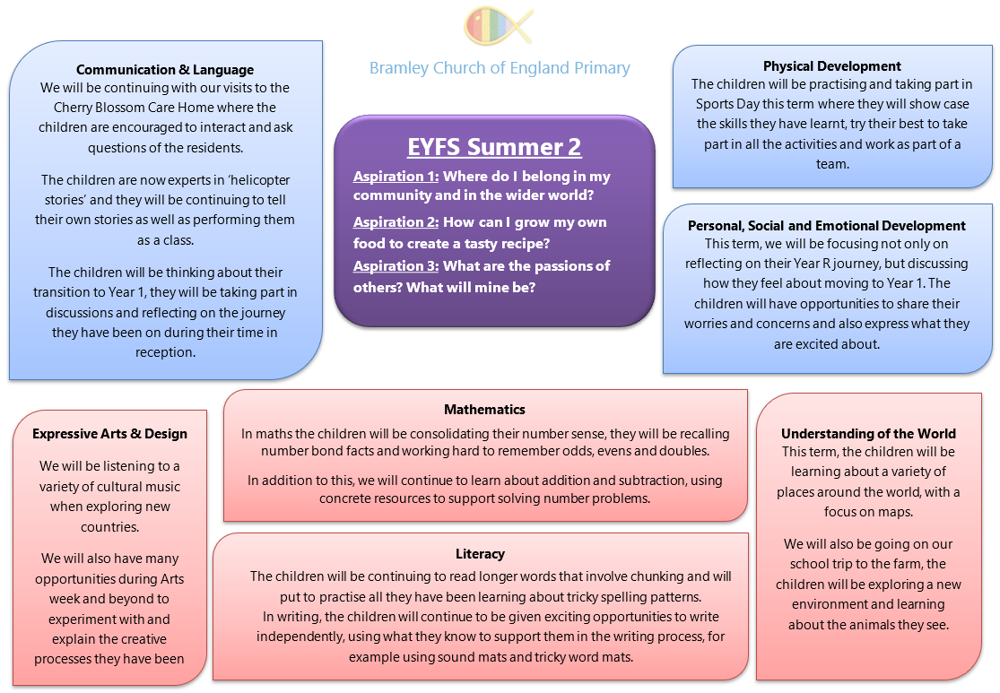 Bramley Church of England Primary
Communication & Language
We will be continuing with our visits to the
Cherry Blossom Care Home where the
children are encouraged to interact and ask
questions of the residents.
The children are now experts in ‘helicopter
stories’ and they will be continuing to tell
their own stories as well as performing them
as a class.
The children will be thinking about their
transition to Year 1, they will be taking part in
discussions and reflecting on the journey
they have been on during their time in
reception.
EYFS Summer 2
Aspiration 1: Where do I belong in my
community and in the wider world?
Aspiration 2: How can I grow my own
food to create a tasty recipe?
Aspiration 3: What are the passions of
others? What will mine be?
Physical Development
The children will be practising and taking part in
Sports Day this term where they will show case
the skills they have learnt, try their best to take
part in all the activities and work as part of a
team.
Personal, Social and Emotional Development
This term, we will be focusing not only on
reflecting on their Year R journey, but discussing
how they feel about moving to Year 1. The
children will have opportunities to share their
worries and concerns and also express what they
are excited about.
Expressive Arts & Design
We will be listening to a
variety of cultural music
when exploring new
countries.
We will also have many
opportunities during Arts
week and beyond to
experiment with and
explain the creative
processes they have been
Mathematics
In maths the children will be consolidating their number sense, they will be recalling
number bond facts and working hard to remember odds, evens and doubles.
In addition to this, we will continue to learn about addition and subtraction, using
concrete resources to support solving number problems.
Literacy
The children will be continuing to read longer words that involve chunking and will
put to practise all they have been learning about tricky spelling patterns.
In writing, the children will continue to be given exciting opportunities to write
independently, using what they know to support them in the writing process, for
example using sound mats and tricky word mats.
Understanding of the World
This term, the children will be
learning about a variety of
places around the world, with a
focus on maps.
We will also be going on our
school trip to the farm, the
children will be exploring a new
environment and learning
about the animals they see.